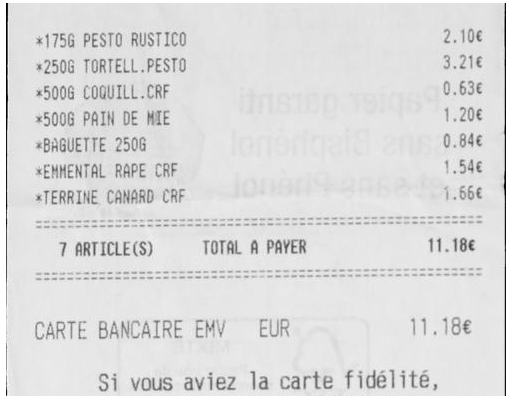 *175G PESTO RUSTICO 2.10€
*250G TORTELL.PESTO 3.21€
*500G COQUILL.CRF 0.63€
*500G PAIN DE MIE 1.20€
*BAGUETTE 250G 0.84€
*EMMENTAL RAPE CRF 1.54€
*TERRINE CANARD CRF 1.66€
7 ARTICLE(S) TOTAL A PAYER 11.18€
CARTE BANCAIRE EMV EUR 11.18€
Si vous aviez la carte fidélité,
Papier garanti
sans Bisphénol
et sans Phénol
MIXTE